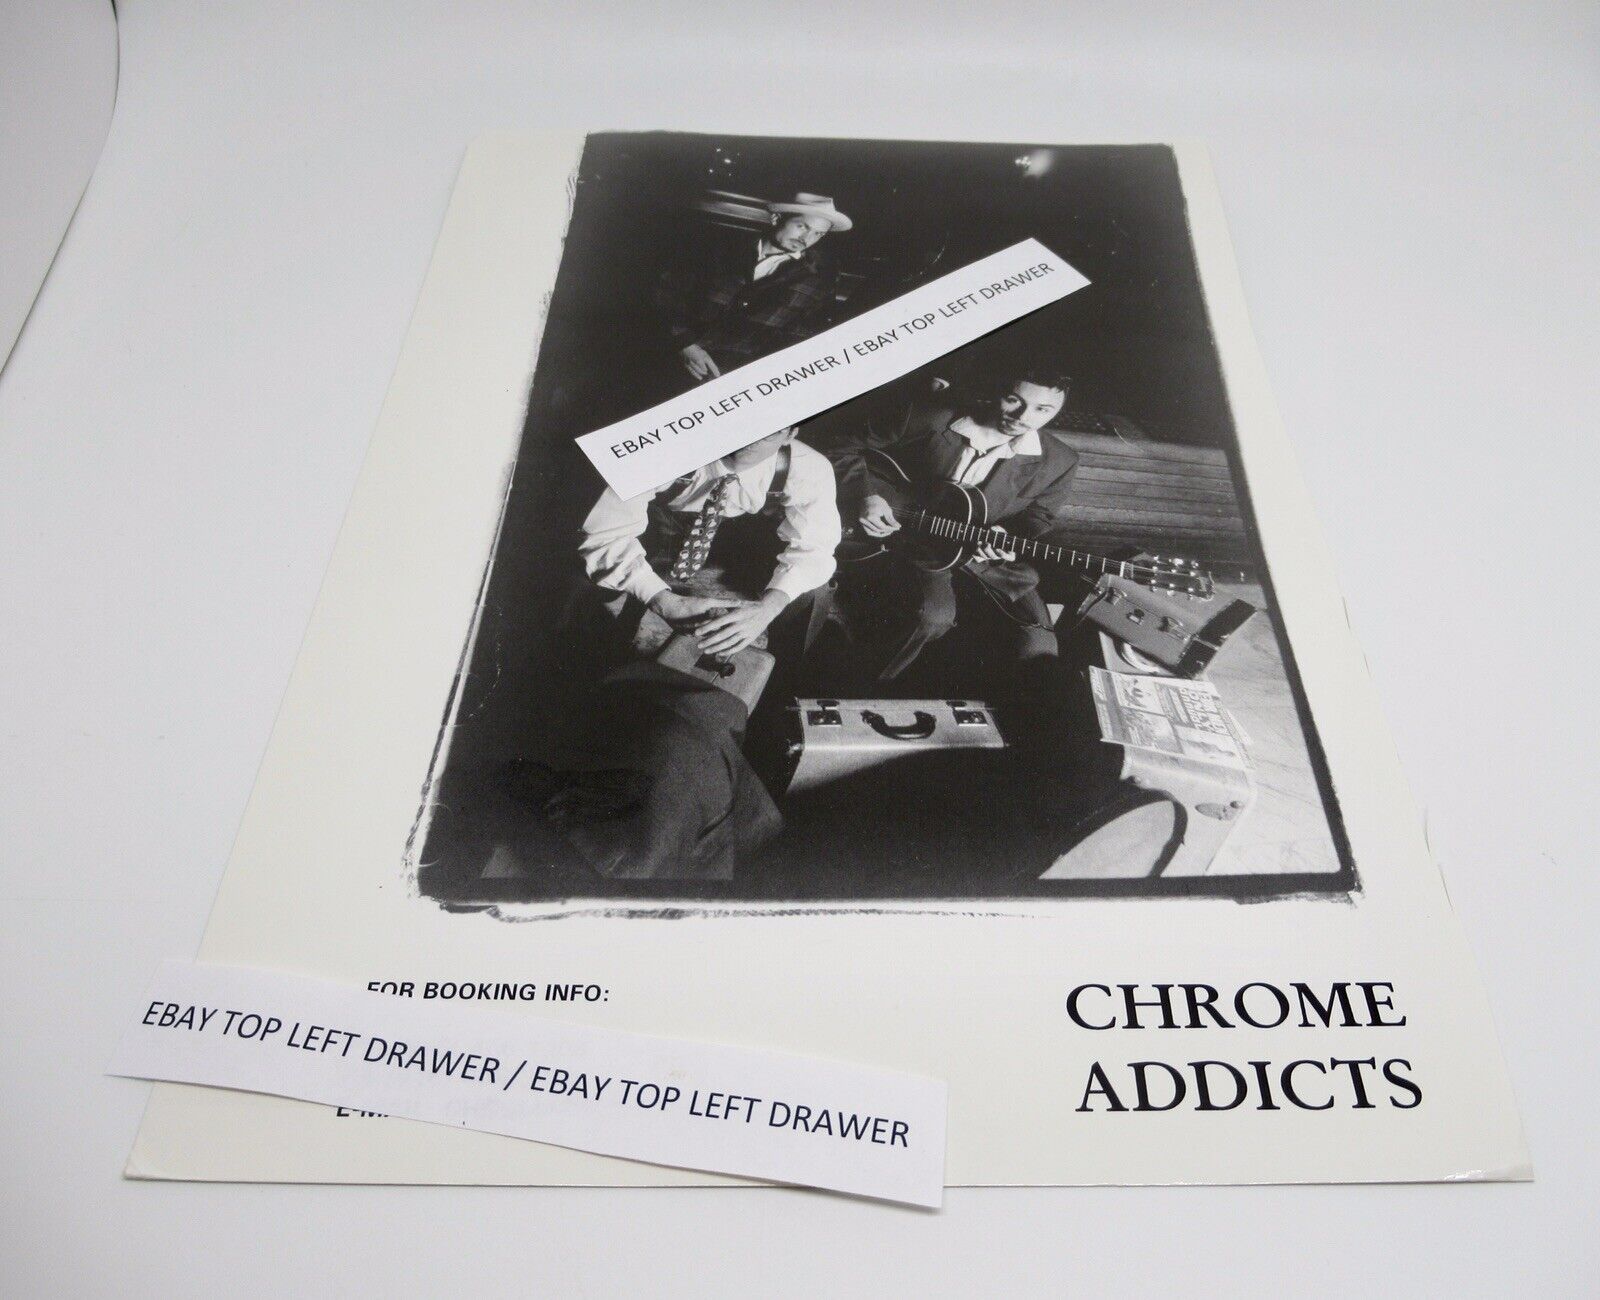 EBAY TOP LEFT DRAWER / EBAY TOP LEFT DRAWER
FOR BOOKING INFO:
EBAY TOP LEFT DRAWER / EBAY TOP LEFT DRAWER
CHROME
ADDICTS